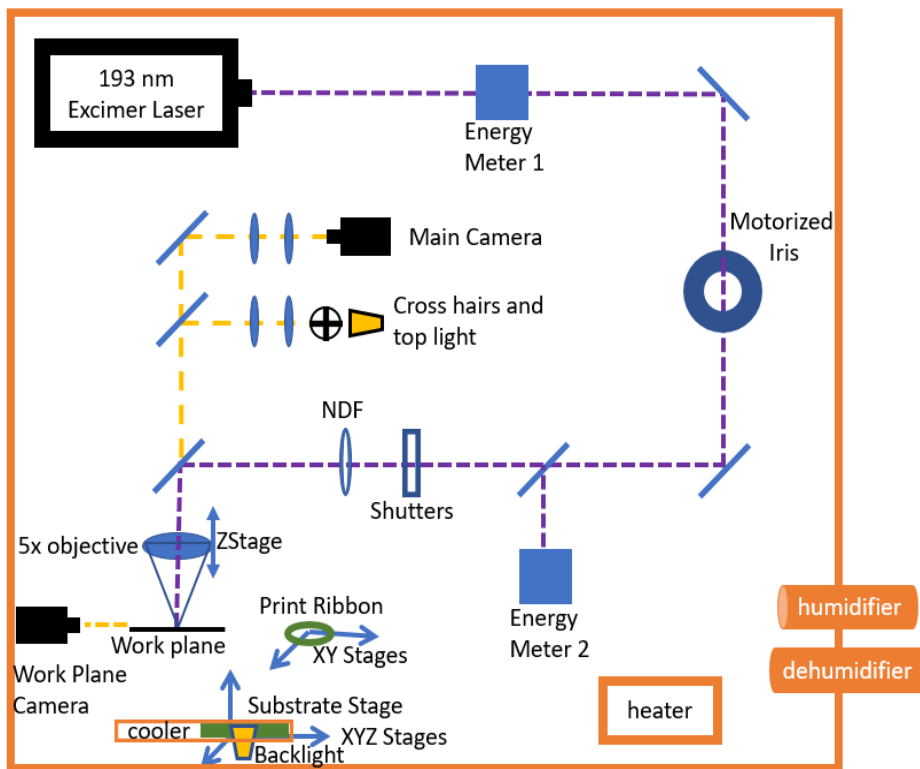 193 nm
Excimer Laser
Energy
Meter 1
Motorized
Iris
Main Camera
Cross hairs and
top light
NDF
Shutters
5x objective
ZStage
Print Ribbon
XY Stages
Work plane
Work Plane
Camera
Energy
Meter 2
humidifier
dehumidifier
Substrate Stage
cooler
XYZ Stages
Backlight
heater